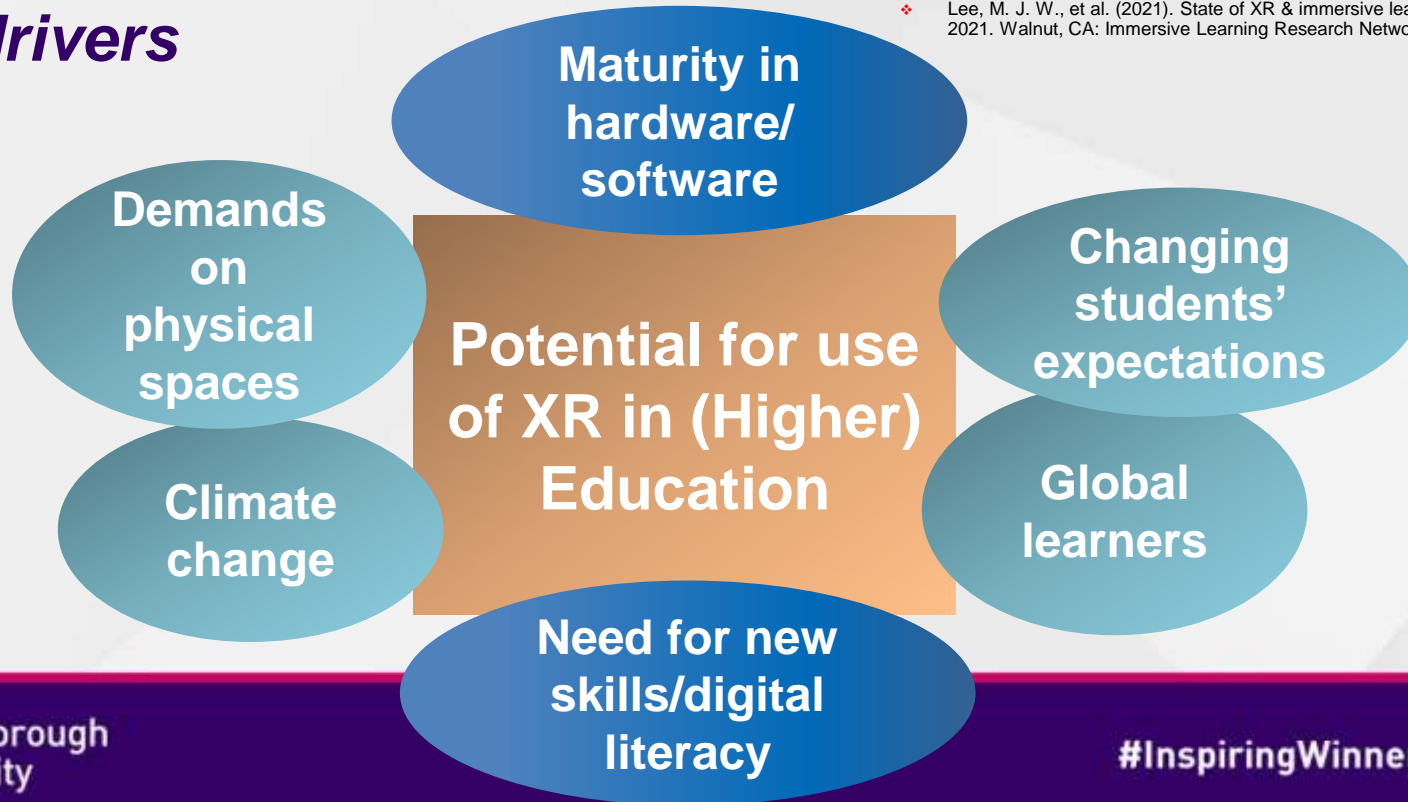 drivers
❖ Lee, M. J. W., et al. (2021). State of XR & immersive lea
2021. Walnut, CA: Immersive Learning Research Netwo
Maturity in
hardware/
software
Demands
on
physical
spaces
Changing
students’
expectations
Potential for use
of XR in (Higher)
Education
Climate
change
Global
learners
Need for new
skills/digital
literacy
orough
ity
#InspiringWinne